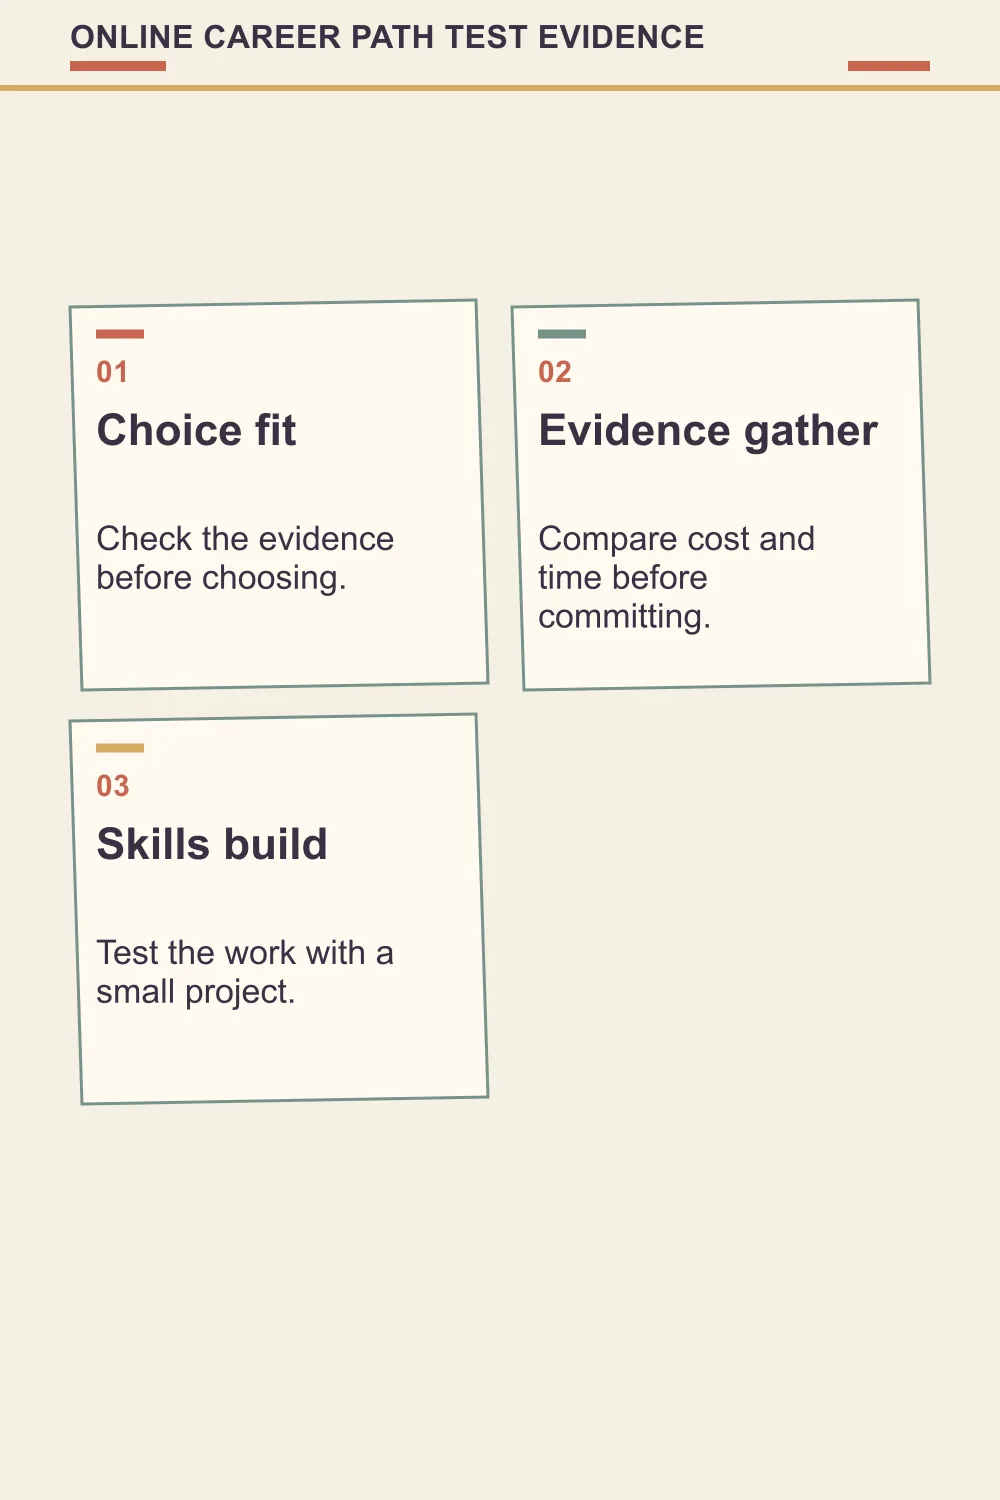 ONLINE CAREER PATH TEST EVIDENCE
01
Choice fit
Check the evidence
before choosing.
02
Evidence gather
Compare cost and
time before
committing.
03
Skills build
Test the work with a
small project.